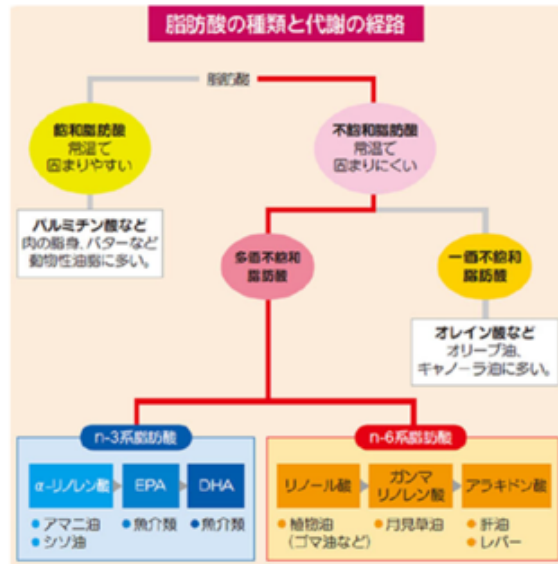 脂肪酸の種類と代謝の経路
脂肪酸
飽和脂肪酸
常温で
固まりやすい
不飽和脂肪酸
常温で
固まりにくい
パルミチン酸など
肉の脂身、バターなど
動物性油脂に多い。
多価不飽和
脂肪酸
一価不飽和
脂肪酸
オレイン酸など
オリーブ油、
キャノーラ油に多い。
n-3系脂肪酸
α-リノレン酸
EPA
DHA
アマニ油
シソ油
魚介類
魚介類
n-6系脂肪酸
リノール酸
ガンマ
リノレン酸
アラキドン酸
植物油
(ゴマ油など)
月見草油
肝油
レバー